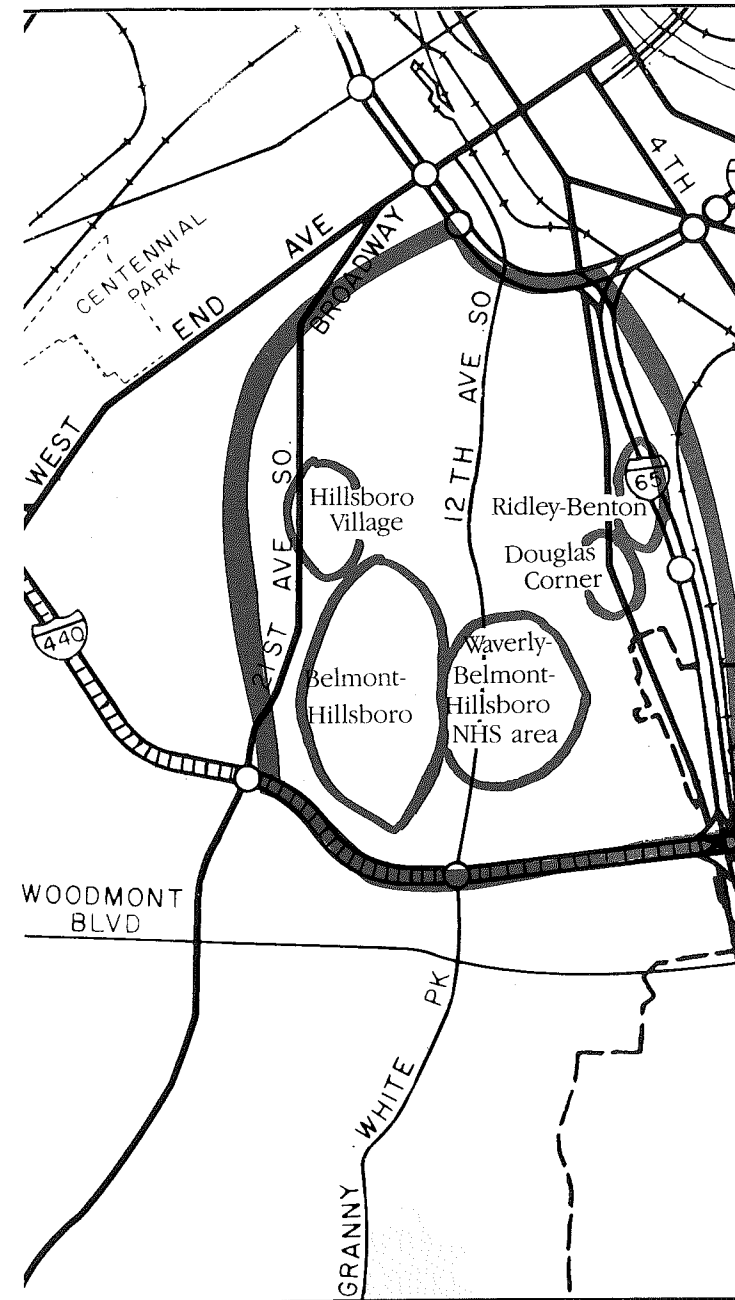 4TH
CENTENNIAL
PARK
WEST END AVE
BROADWAY
12TH AVE SO
21ST AVE SO.
Hillsboro
Village
Ridley-Benton
65
Douglas
Corner
440
Belmont-
Hillsboro
Waverly-
Belmont-
Hillsboro
NHS area
WOODMONT
BLVD
GRANNY WHITE PK